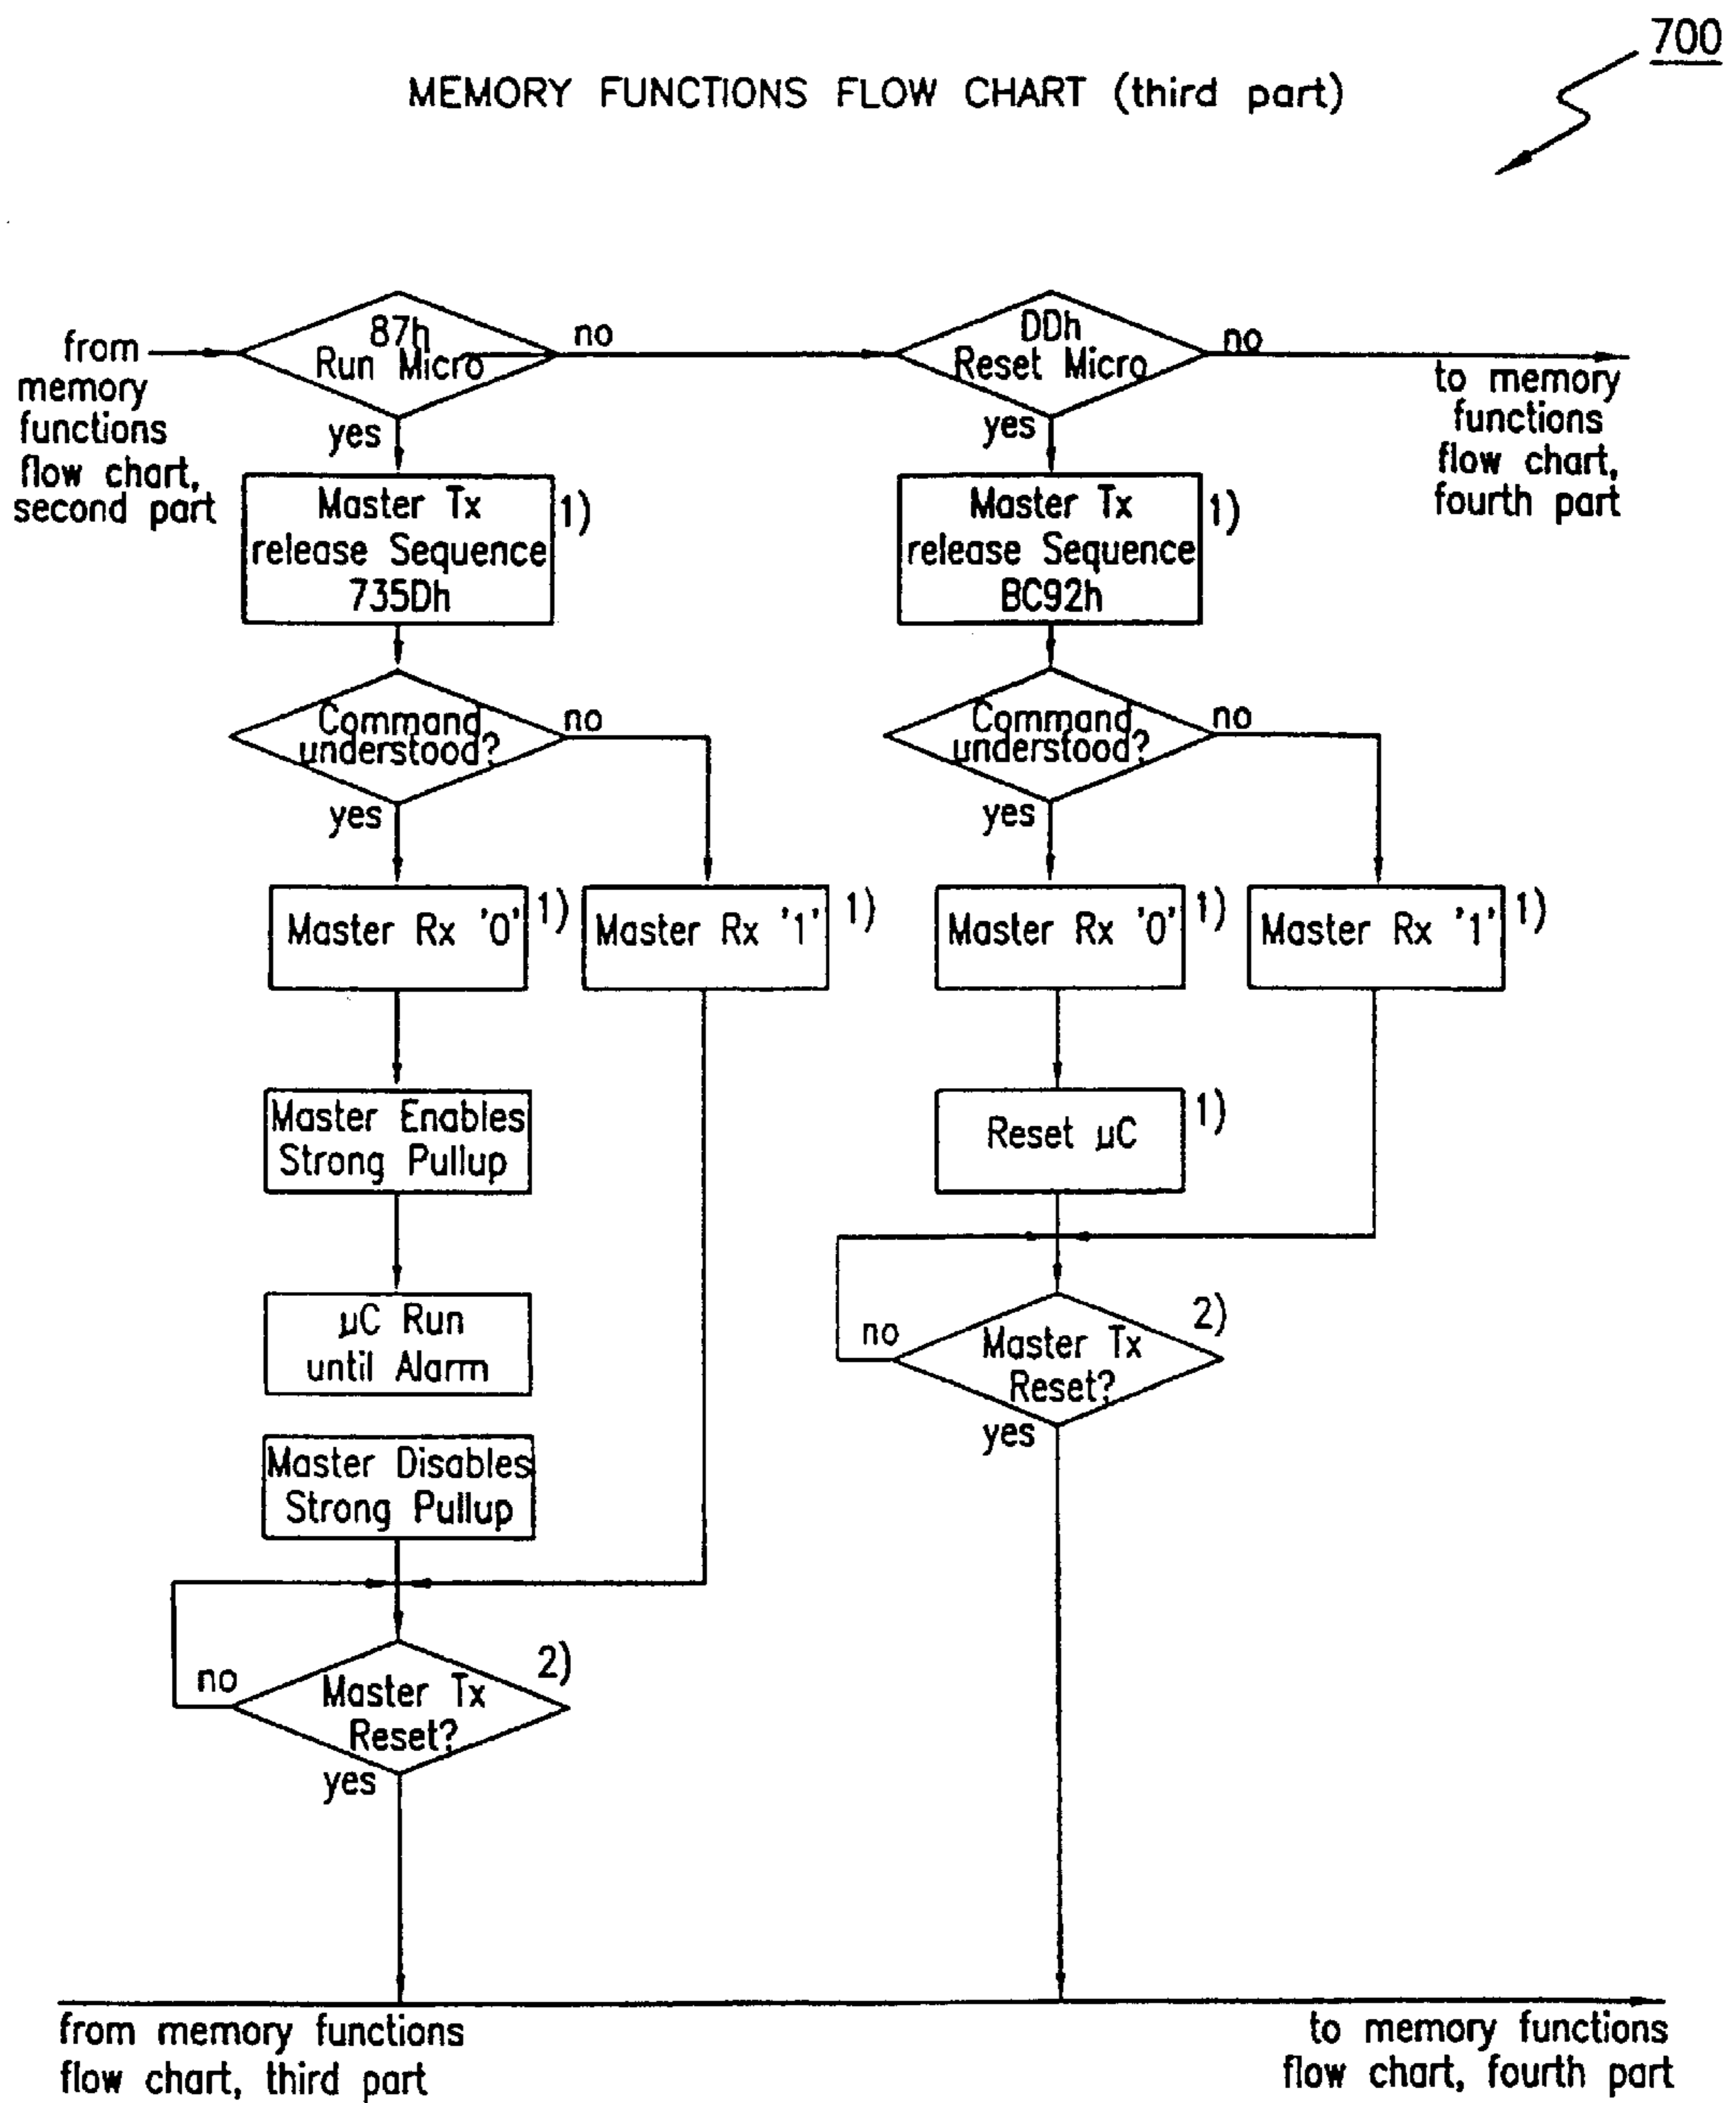 700
MEMORY FUNCTIONS FLOW CHART (third part)
from
memory
functions
flow chart,
second part
87h
Run Micro
no
yes
Master Tx
release Sequence
735Dh
1)
Command
understood?
no
yes
Master Rx '0'
1)
Master Rx '1'
1)
Master Enables
Strong Pullup
µC Run
until Alarm
Master Disables
Strong Pullup
no
Master Tx
Reset?
2)
yes
DDh
Reset Micro
no
yes
to memory
functions
flow chart,
fourth part
Master Tx
release Sequence
BC92h
1)
Command
understood?
no
yes
Master Rx '0'
1)
Master Rx '1'
1)
Reset µC
1)
no
Master Tx
Reset?
2)
yes
from memory functions
flow chart, third part
to memory functions
flow chart, fourth part